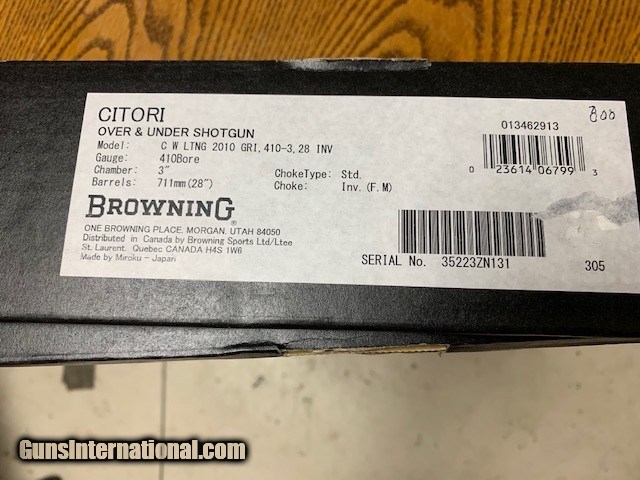 CITORI
OVER & UNDER SHOTGUN
Model: C W LTNG 2010 GRI, 410-3, 28 INV
Gauge: 410Bore
Chamber: 3" ChokeType: Std.
Barrels: 711mm(28") Choke: Inv.(F.M)
BROWNING
ONE BROWNING PLACE, MORGAN, UTAH 84050
Distributed in Canada by Browning Sports Ltd/Ltee
St. Laurent, Quebec CANADA H4S 1W6
Made by Miroku - Japan
013462913
800
0 23614 06799 3
SERIAL No. 35223ZN131
305
GunsInternational.com